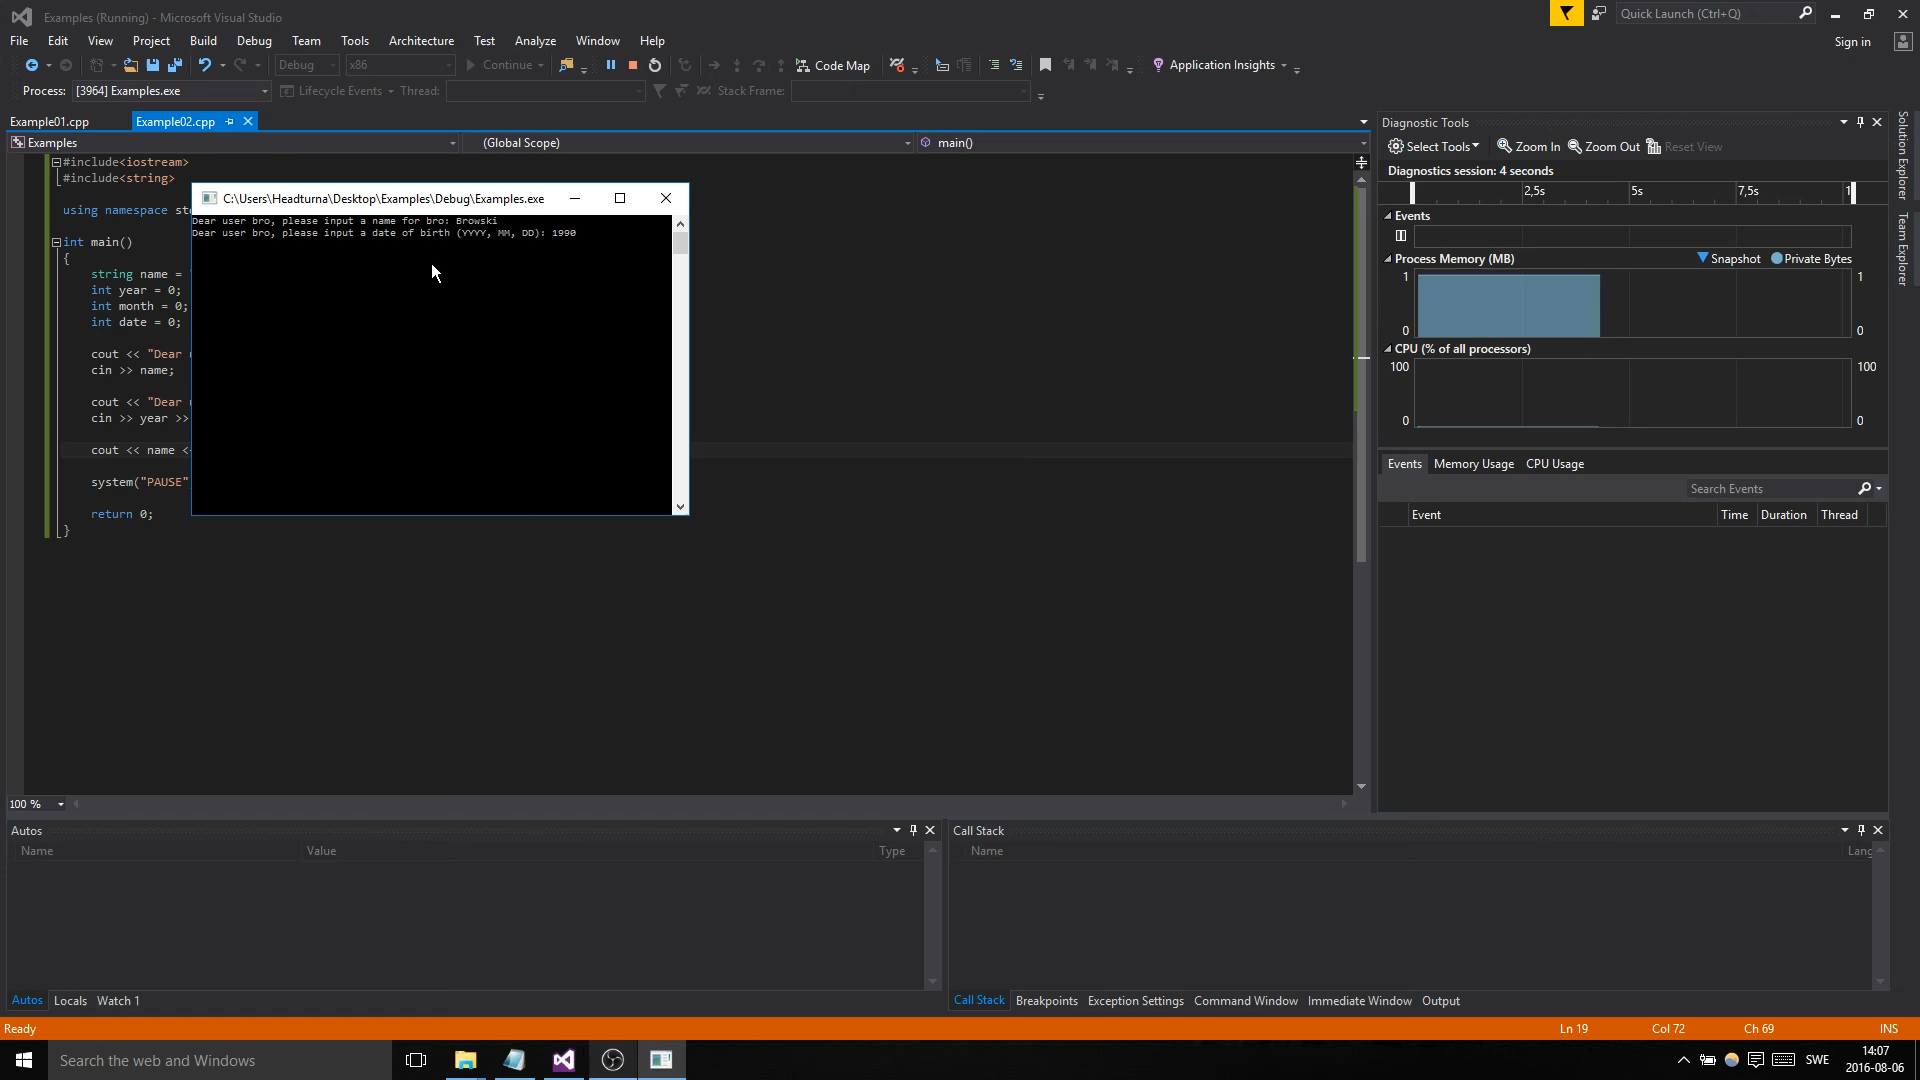 Examples (Running) - Microsoft Visual Studio
Quick Launch (Ctrl+Q)
File Edit View Project Build Debug Team Tools Architecture Test Analyze Window Help
Sign in
Debug x86 Continue Code Map Application Insights
Process: [3964] Examples.exe Lifecycle Events Thread: Stack Frame:
Example01.cpp Example02.cpp
Examples (Global Scope) main()
#include<iostream>
#include<string>
using namespace st
int main()
{
string name =
int year = 0;
int month = 0;
int date = 0;
cout << "Dear
cin >> name;
cout << "Dear
cin >> year >>
cout << name <
system("PAUSE"
return 0;
}
C:\Users\Headturna\Desktop\Examples\Debug\Examples.exe
Dear user bro, please input a name for bro: Browski
Dear user bro, please input a date of birth (YYYY, MM, DD): 1990
100 %
Diagnostic Tools
Select Tools Zoom In Zoom Out Reset View
Diagnostics session: 4 seconds
2,5s 5s 7,5s 1
Events
Process Memory (MB) Snapshot Private Bytes
1 1
0 0
CPU (% of all processors)
100 100
0 0
Events Memory Usage CPU Usage
Search Events
Event Time Duration Thread
Solution Explorer
Team Explorer
Autos
Name Value Type
Autos Locals Watch 1
Call Stack
Name Lang
Call Stack Breakpoints Exception Settings Command Window Immediate Window Output
Ready Ln 19 Col 72 Ch 69 INS
Search the web and Windows
SWE
14:07
2016-08-06